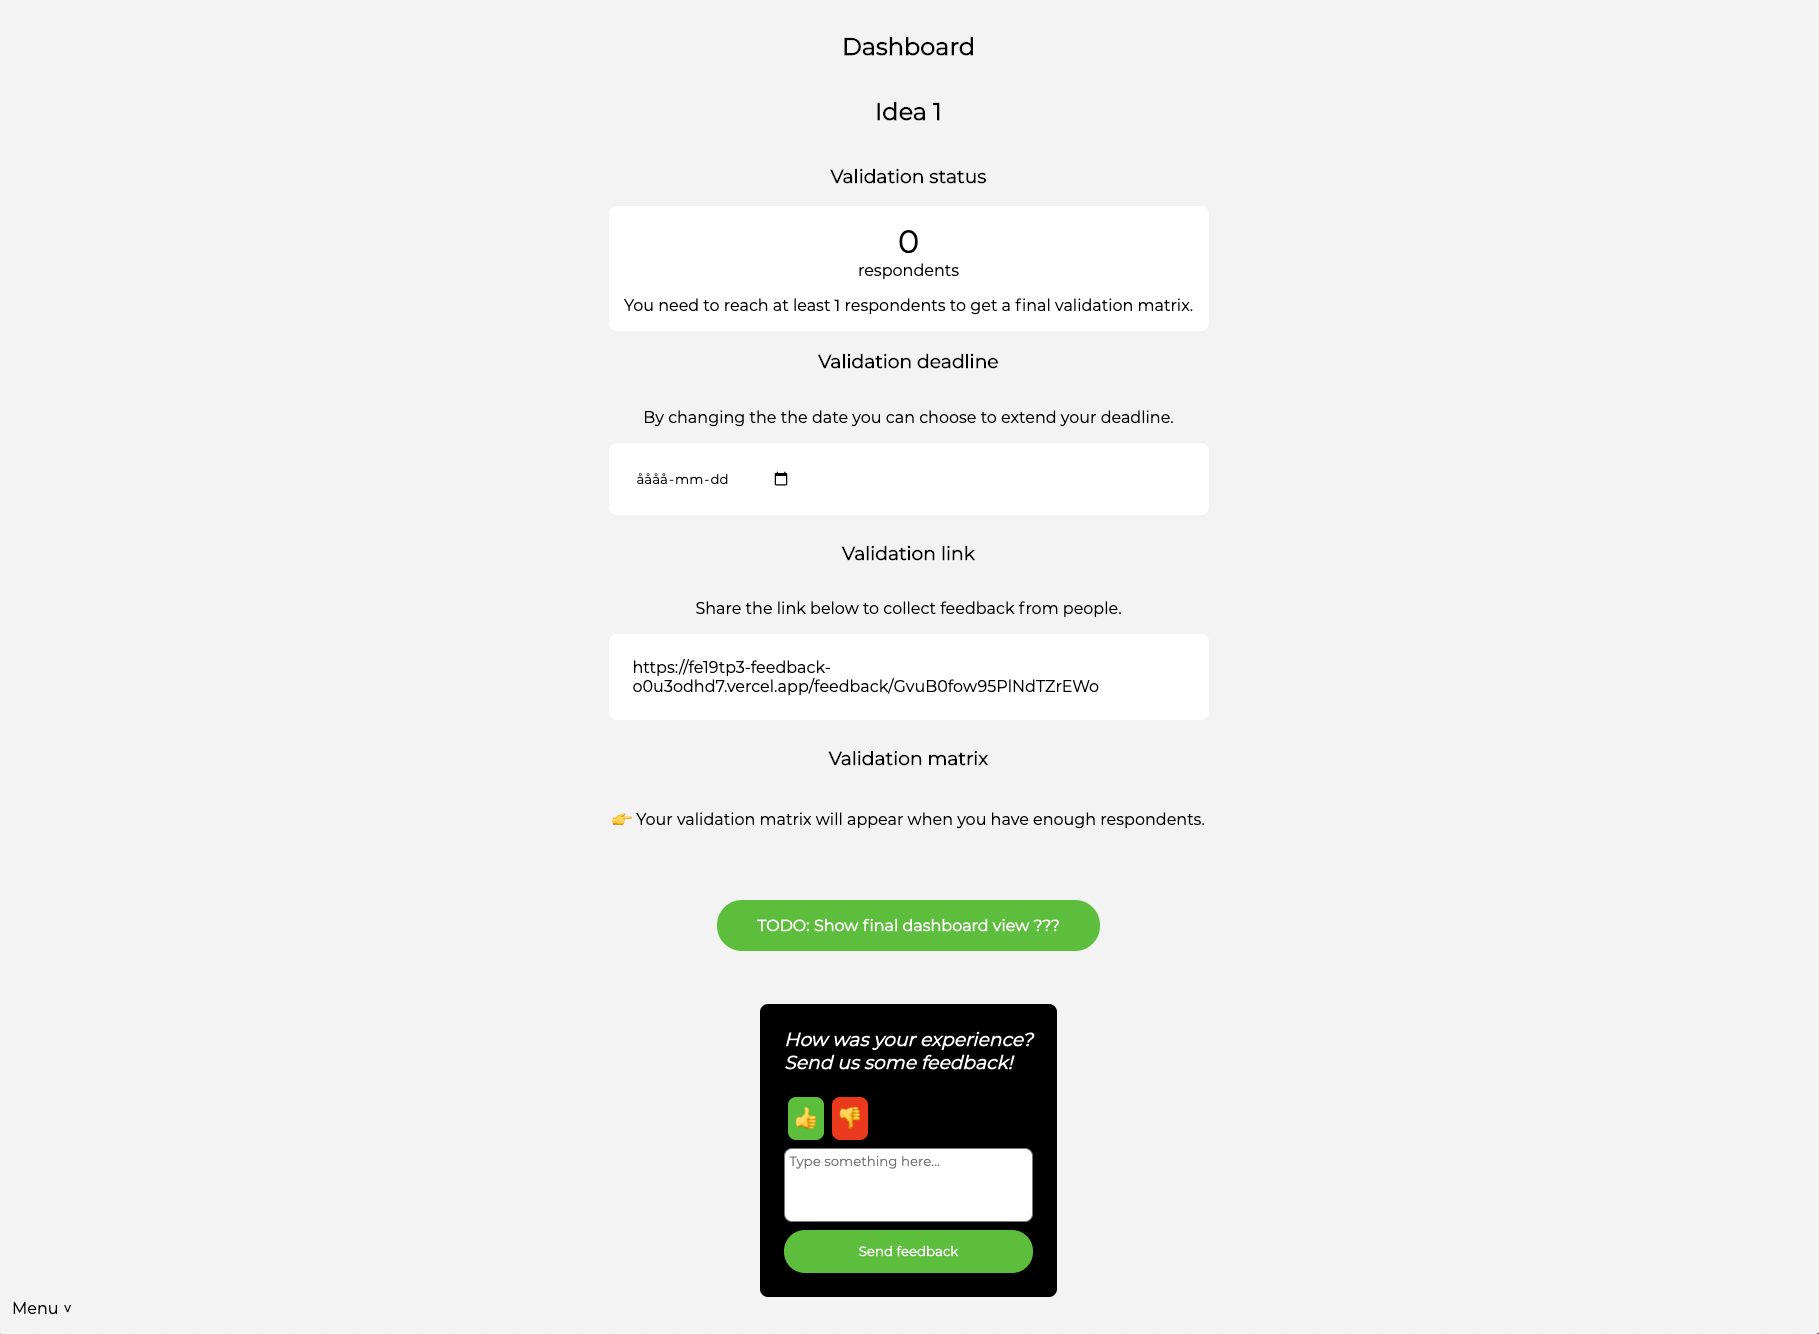 Dashboard
Idea 1
Validation status
0
respondents
You need to reach at least 1 respondents to get a final validation matrix.
Validation deadline
By changing the the date you can choose to extend your deadline.
åååå-mm-dd
Validation link
Share the link below to collect feedback from people.
https://fe19tp3-feedback-
o0u3odhd7.vercel.app/feedback/GvuB0fow95PlNdTZrEWo
Validation matrix
👉 Your validation matrix will appear when you have enough respondents.
TODO: Show final dashboard view ???
How was your experience?
Send us some feedback!
Type something here...
Send feedback
Menu v